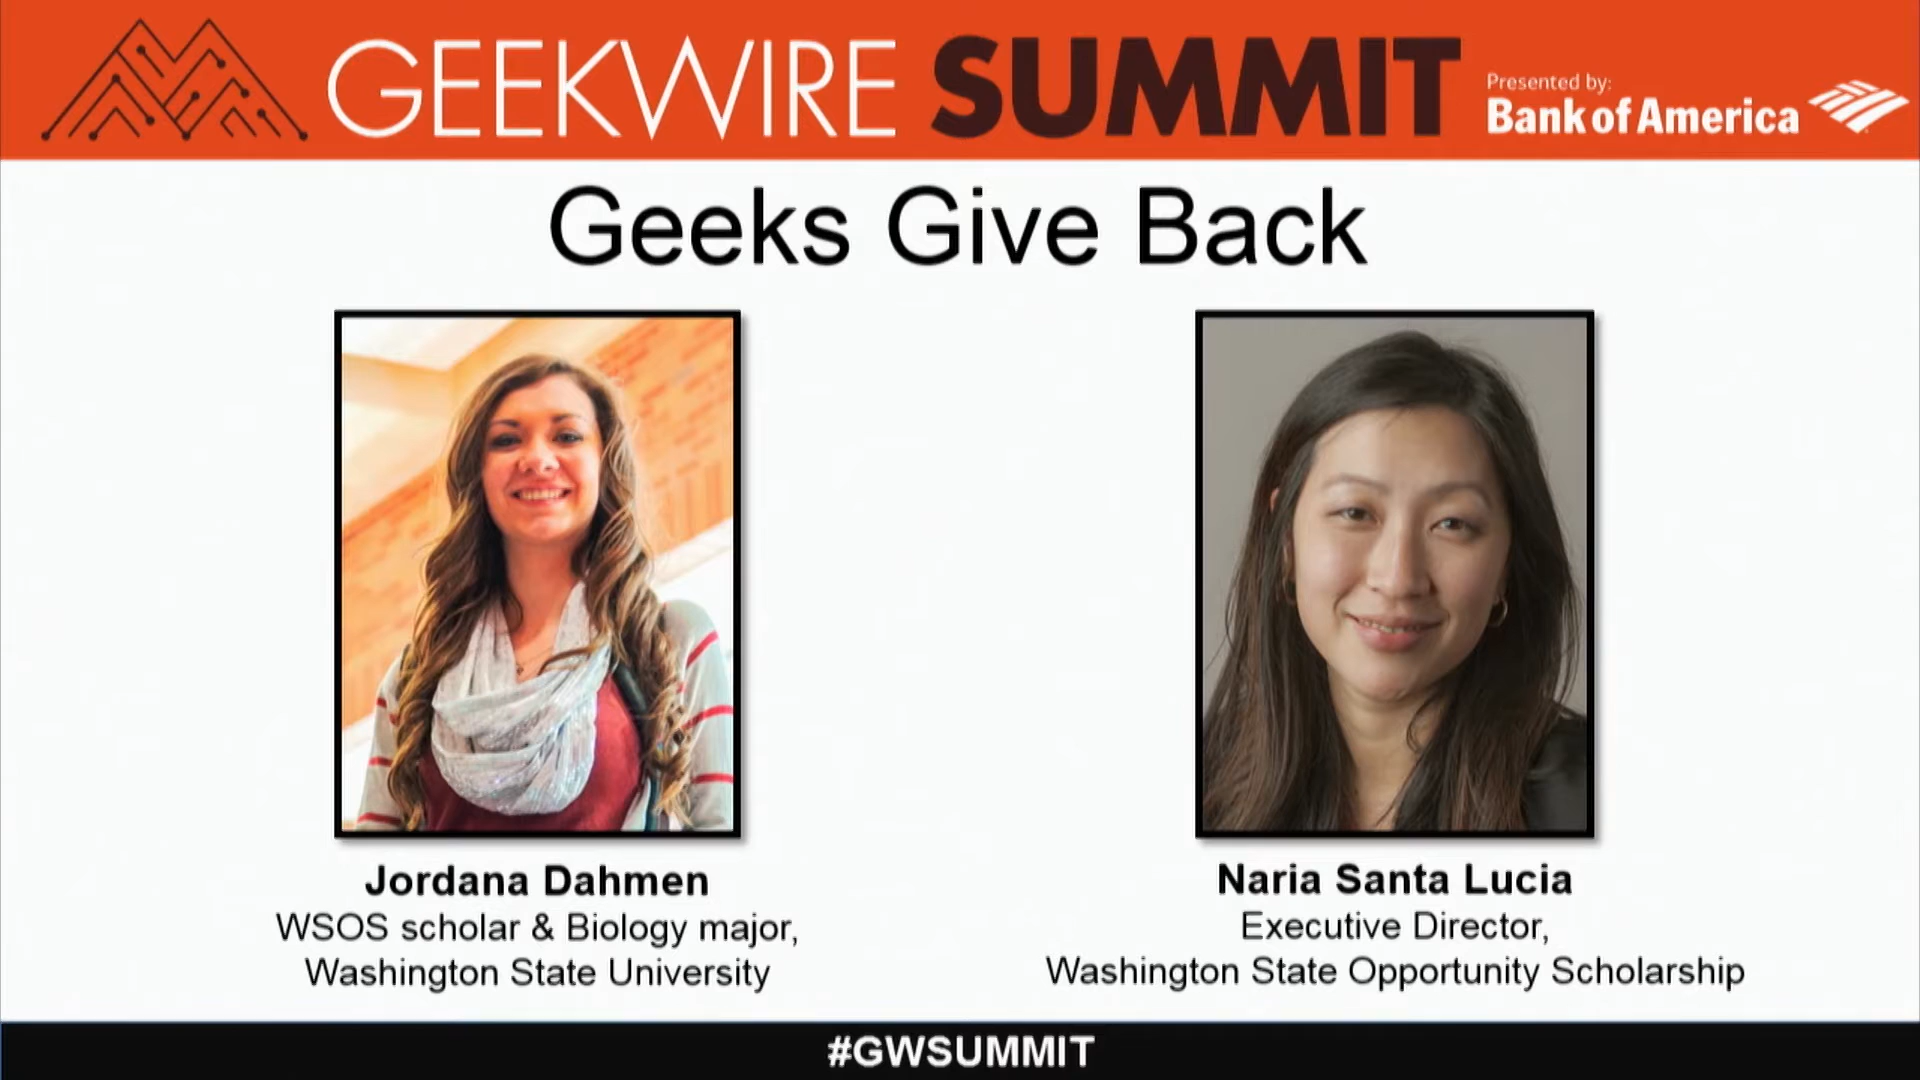 GEEKWIRE SUMMIT
Presented by:
Bank of America
Geeks Give Back
Jordana Dahmen
WSOS scholar & Biology major,
Washington State University
Naria Santa Lucia
Executive Director,
Washington State Opportunity Scholarship
#GWSUMMIT